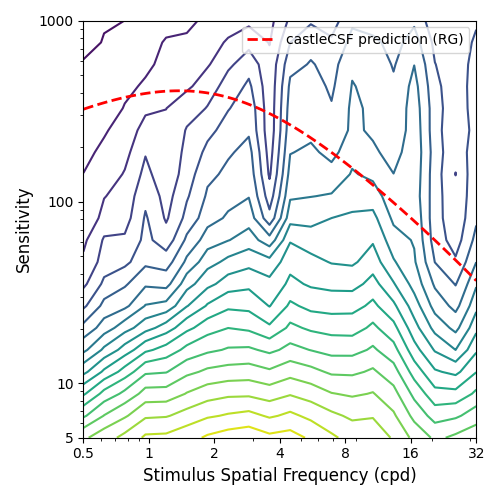 1000
castleCSF prediction (RG)
100
10
5
Sensitivity
0.5 1 2 4 8 16 32
Stimulus Spatial Frequency (cpd)